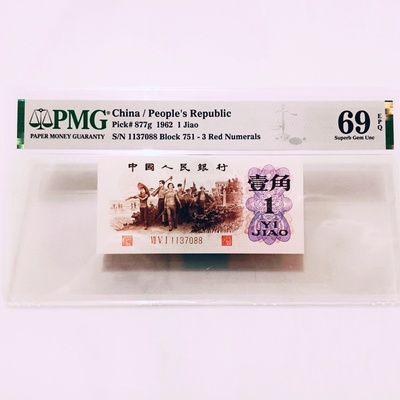 PMG
PAPER MONEY GUARANTY
China / People's Republic
Pick# 877g 1962 1 Jiao
S/N 1137088 Block 751 - 3 Red Numerals
69 EPQ
Superb Gem Unc
中國人民銀行
壹角
1
YI
JIAO
VII V I 1137088